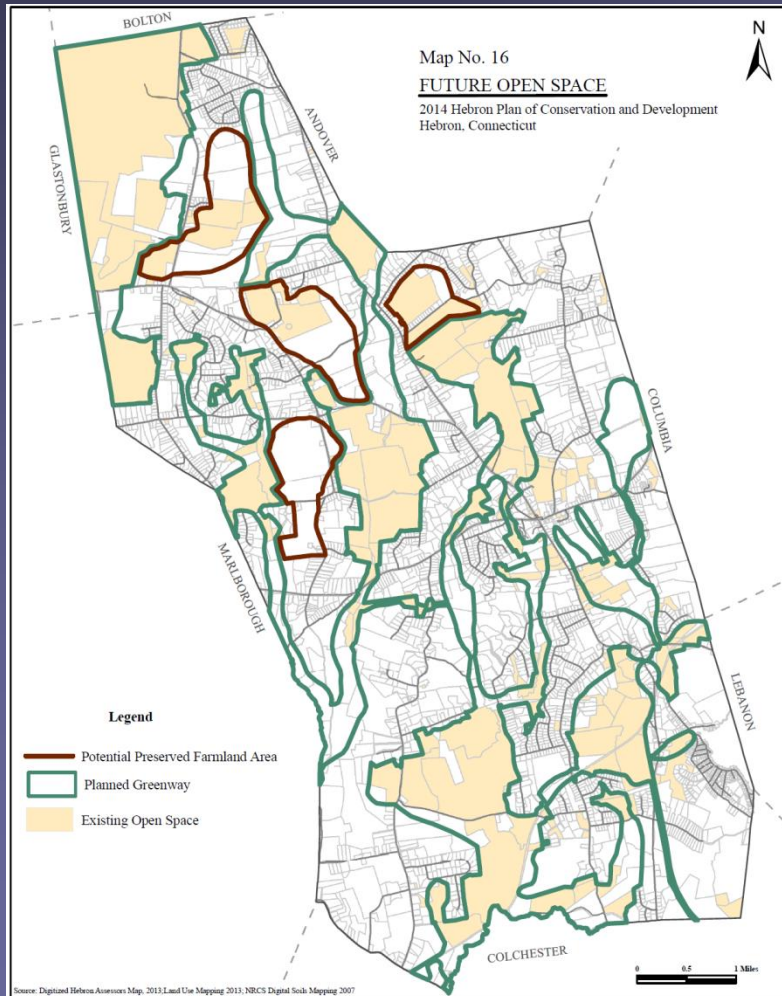 BOLTON
Map No. 16
FUTURE OPEN SPACE
2014 Hebron Plan of Conservation and Development
Hebron, Connecticut
N
ANDOVER
GLASTONBURY
COLUMBIA
MARLBOROUGH
LEBANON
Legend
Potential Preserved Farmland Area
Planned Greenway
Existing Open Space
COLCHESTER
0 0.5 1 Miles
Source: Digitized Hebron Assessors Map, 2013; Land Use Mapping 2013; NRCS Digital Soils Mapping 2007